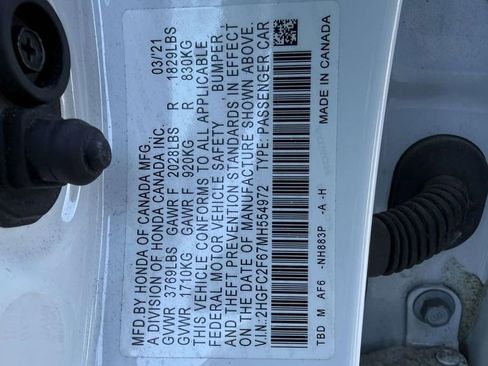 MFD BY HONDA OF CANADA MFG., 03/21
A DIVISION OF HONDA CANADA INC.
GVWR 3769LBS GAWR F 2028LBS R 1829LBS
GVWR 1710KG GAWR F 920KG R 830KG
THIS VEHICLE CONFORMS TO ALL APPLICABLE
FEDERAL MOTOR VEHICLE SAFETY BUMPER
AND THEFT PREVENTION STANDARDS IN EFFECT
ON THE DATE OF MANUFACTURE SHOWN ABOVE.
V.I.N.: 2HGFC2F67MH554972 TYPE: PASSENGER CAR
TBD M AF6 -NH883P -A -H MADE IN CANADA